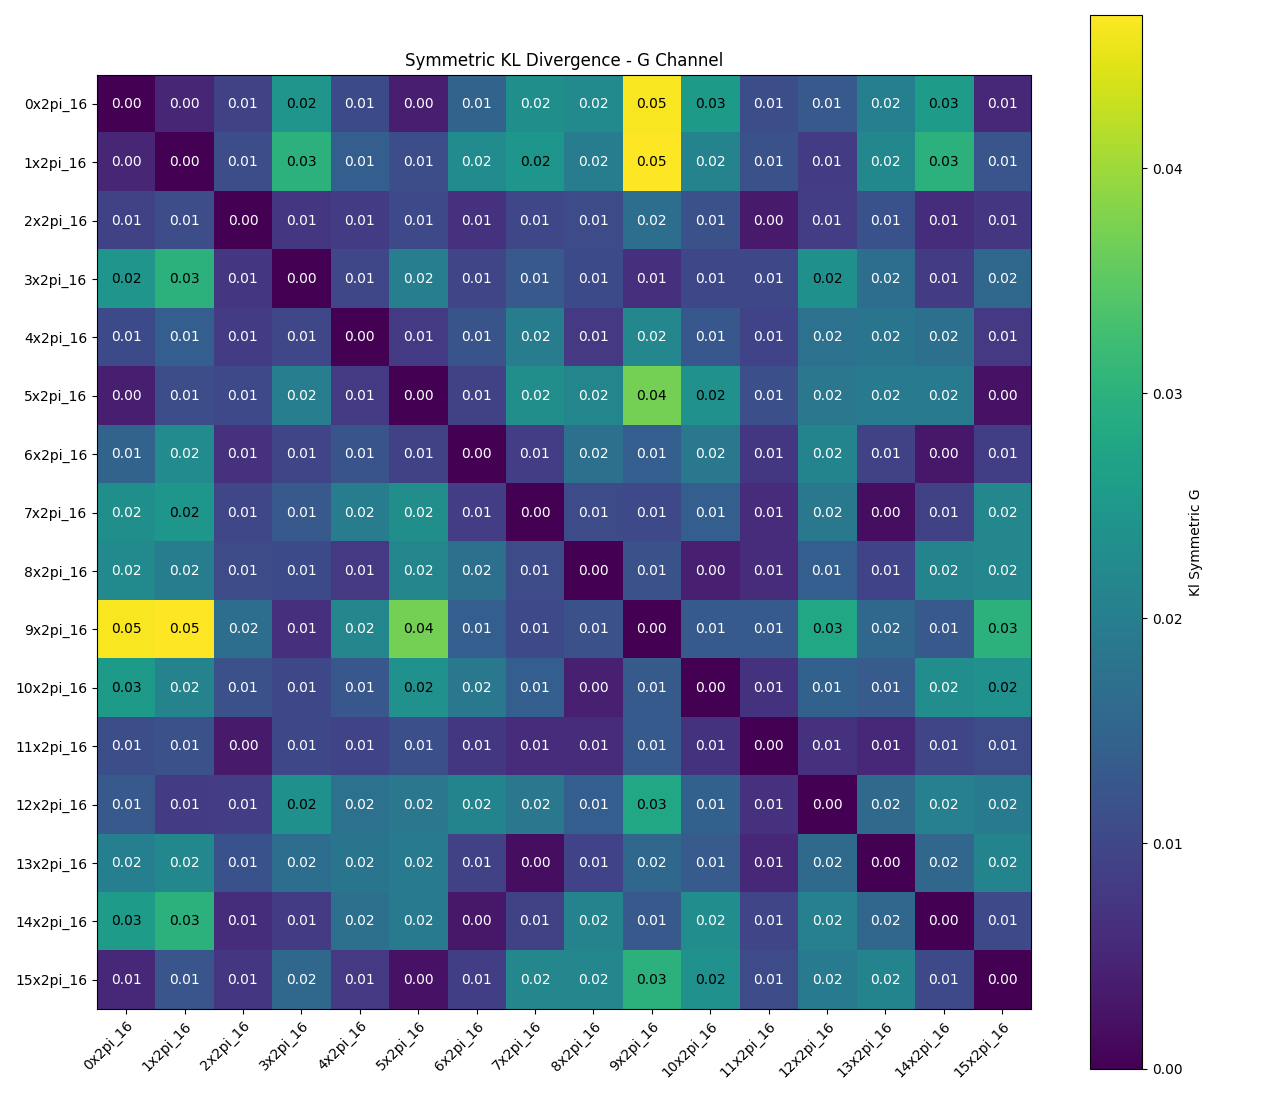 Symmetric KL Divergence - G Channel
0x2pi_16 0.00 0.00 0.01 0.02 0.01 0.00 0.01 0.02 0.02 0.05 0.03 0.01 0.01 0.02 0.03 0.01
1x2pi_16 0.00 0.00 0.01 0.03 0.01 0.01 0.02 0.02 0.02 0.05 0.02 0.01 0.01 0.02 0.03 0.01
2x2pi_16 0.01 0.01 0.00 0.01 0.01 0.01 0.01 0.01 0.01 0.02 0.01 0.00 0.01 0.01 0.01 0.01
3x2pi_16 0.02 0.03 0.01 0.00 0.01 0.02 0.01 0.01 0.01 0.01 0.01 0.01 0.02 0.02 0.01 0.02
4x2pi_16 0.01 0.01 0.01 0.01 0.00 0.01 0.01 0.02 0.01 0.02 0.01 0.01 0.02 0.02 0.02 0.01
5x2pi_16 0.00 0.01 0.01 0.02 0.01 0.00 0.01 0.02 0.02 0.04 0.02 0.01 0.02 0.02 0.02 0.00
6x2pi_16 0.01 0.02 0.01 0.01 0.01 0.01 0.00 0.01 0.02 0.01 0.02 0.01 0.02 0.01 0.00 0.01
7x2pi_16 0.02 0.02 0.01 0.01 0.02 0.02 0.01 0.00 0.01 0.01 0.01 0.01 0.02 0.00 0.01 0.02
8x2pi_16 0.02 0.02 0.01 0.01 0.01 0.02 0.02 0.01 0.00 0.01 0.00 0.01 0.01 0.01 0.02 0.02
9x2pi_16 0.05 0.05 0.02 0.01 0.02 0.04 0.01 0.01 0.01 0.00 0.01 0.01 0.03 0.02 0.01 0.03
10x2pi_16 0.03 0.02 0.01 0.01 0.01 0.02 0.02 0.01 0.00 0.01 0.00 0.01 0.01 0.01 0.02 0.02
11x2pi_16 0.01 0.01 0.00 0.01 0.01 0.01 0.01 0.01 0.01 0.01 0.01 0.00 0.01 0.01 0.01 0.01
12x2pi_16 0.01 0.01 0.01 0.02 0.02 0.02 0.02 0.02 0.01 0.03 0.01 0.01 0.00 0.02 0.02 0.02
13x2pi_16 0.02 0.02 0.01 0.02 0.02 0.02 0.01 0.00 0.01 0.02 0.01 0.01 0.02 0.00 0.02 0.02
14x2pi_16 0.03 0.03 0.01 0.01 0.02 0.02 0.00 0.01 0.02 0.01 0.02 0.01 0.02 0.02 0.00 0.01
15x2pi_16 0.01 0.01 0.01 0.02 0.01 0.00 0.01 0.02 0.02 0.03 0.02 0.01 0.02 0.02 0.01 0.00
0x2pi_16 1x2pi_16 2x2pi_16 3x2pi_16 4x2pi_16 5x2pi_16 6x2pi_16 7x2pi_16 8x2pi_16 9x2pi_16 10x2pi_16 11x2pi_16 12x2pi_16 13x2pi_16 14x2pi_16 15x2pi_16
0.04
0.03
0.02
0.01
0.00
Kl Symmetric G